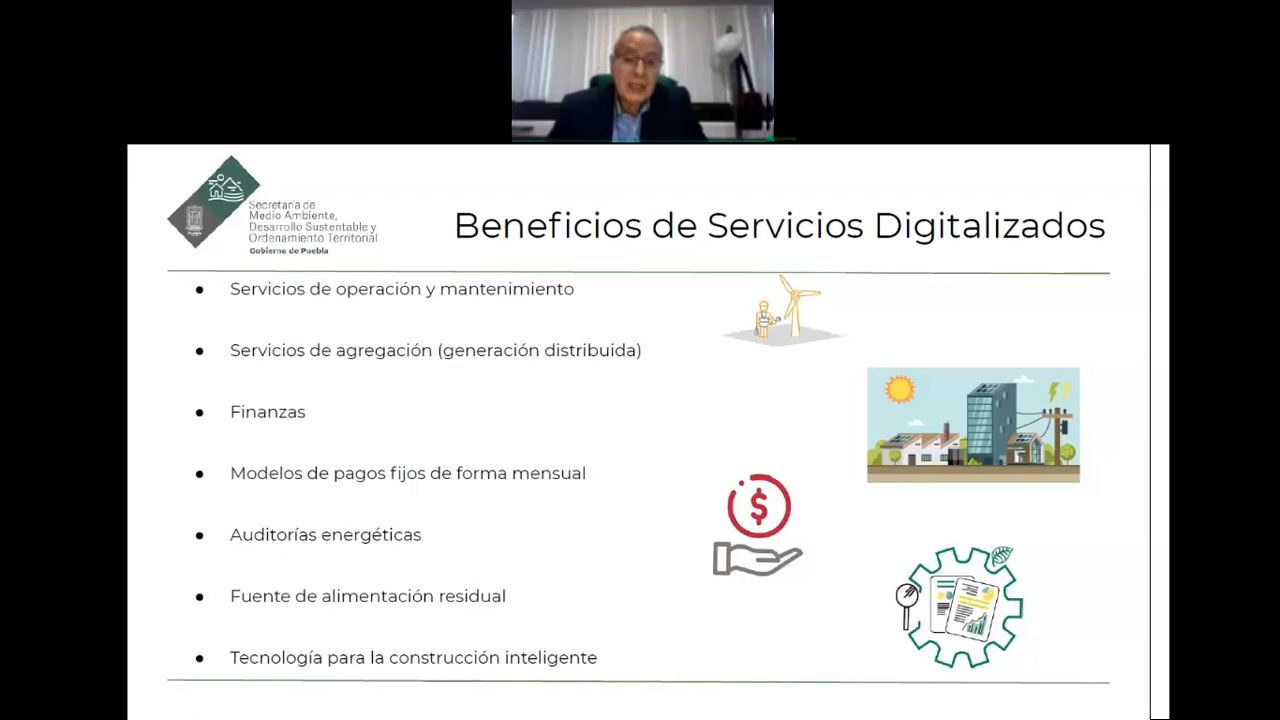 Secretaría de
Medio Ambiente,
Desarrollo Sustentable y
Ordenamiento Territorial
Gobierno de Puebla
Beneficios de Servicios Digitalizados
• Servicios de operación y mantenimiento
• Servicios de agregación (generación distribuida)
• Finanzas
• Modelos de pagos fijos de forma mensual
• Auditorías energéticas
• Fuente de alimentación residual
• Tecnología para la construcción inteligente
$